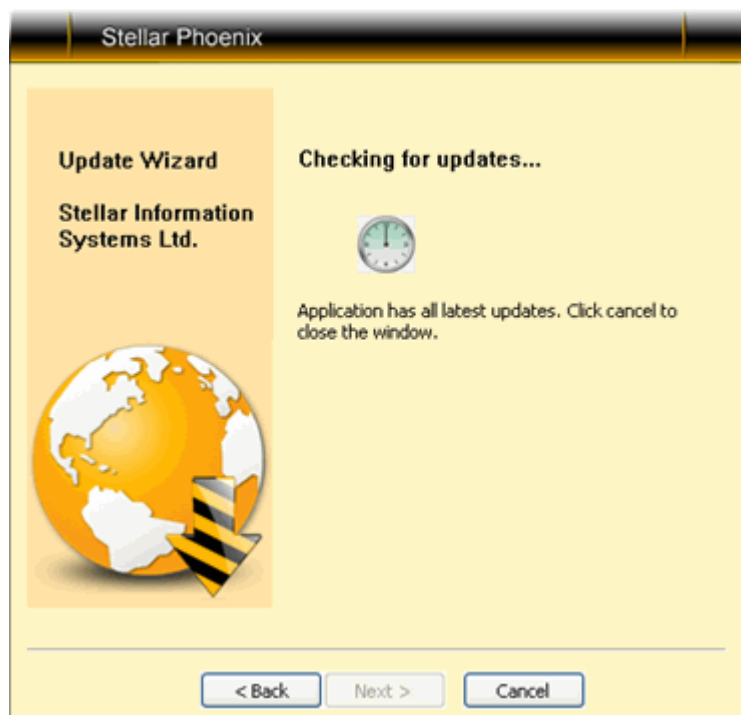 Stellar Phoenix
Update Wizard
Stellar Information
Systems Ltd.
Checking for updates...
Application has all latest updates. Click cancel to
close the window.
< Back
Next >
Cancel